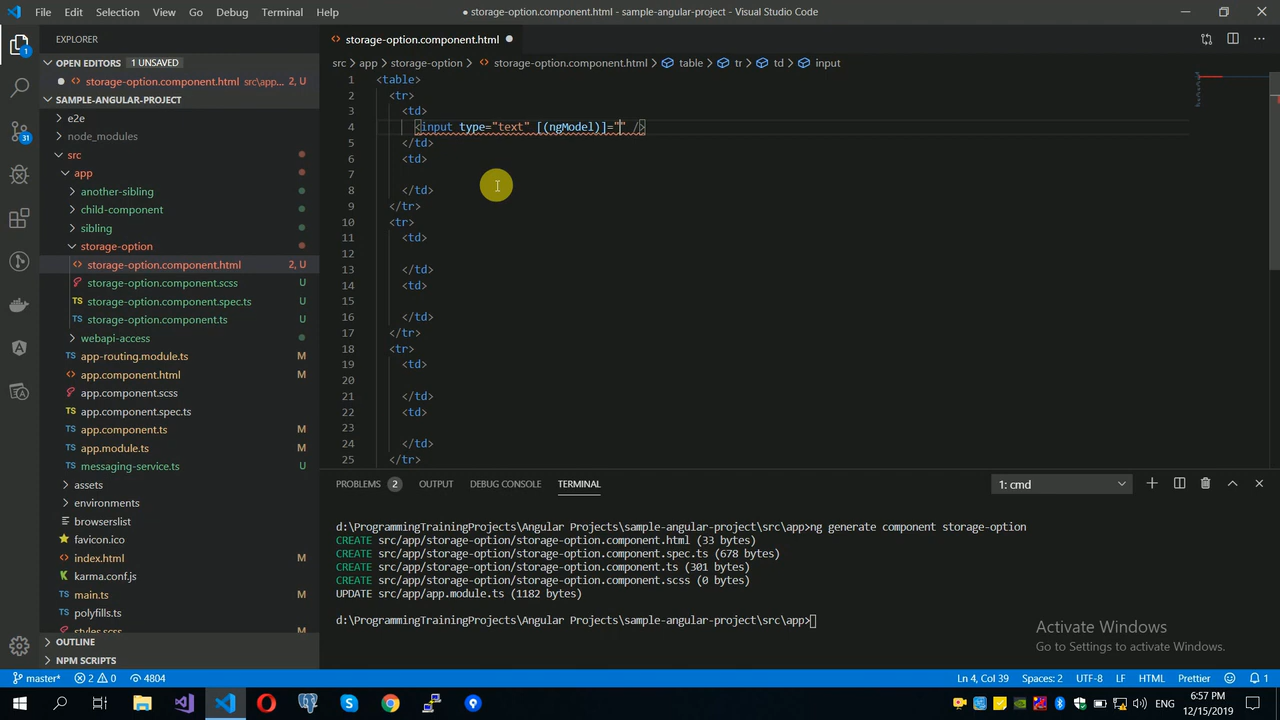 File Edit Selection View Go Debug Terminal Help
● storage-option.component.html - sample-angular-project - Visual Studio Code
EXPLORER
OPEN EDITORS 1 UNSAVED
storage-option.component.html src\app... 2, U
SAMPLE-ANGULAR-PROJECT
e2e
node_modules
src
app
another-sibling
child-component
sibling
storage-option
storage-option.component.html 2, U
storage-option.component.scss U
storage-option.component.spec.ts U
storage-option.component.ts U
webapi-access
app-routing.module.ts M
app.component.html M
app.component.scss
app.component.spec.ts
app.component.ts M
app.module.ts M
messaging-service.ts U
assets
environments
browserslist
favicon.ico
index.html M
karma.conf.js
main.ts M
polyfills.ts
styles.scss M
OUTLINE
NPM SCRIPTS
storage-option.component.html
src > app > storage-option > storage-option.component.html > table > tr > td > input
1 <table>
2 <tr>
3 <td>
4 <input type="text" [(ngModel)]="" />
5 </td>
6 <td>
7
8 </td>
9 </tr>
10 <tr>
11 <td>
12
13 </td>
14 <td>
15
16 </td>
17 </tr>
18 <tr>
19 <td>
20
21 </td>
22 <td>
23
24 </td>
25 </tr>
PROBLEMS 2 OUTPUT DEBUG CONSOLE TERMINAL 1: cmd
d:\ProgrammingTrainingProjects\Angular Projects\sample-angular-project\src\app>ng generate component storage-option
CREATE src/app/storage-option/storage-option.component.html (33 bytes)
CREATE src/app/storage-option/storage-option.component.spec.ts (678 bytes)
CREATE src/app/storage-option/storage-option.component.ts (301 bytes)
CREATE src/app/storage-option/storage-option.component.scss (0 bytes)
UPDATE src/app/app.module.ts (1182 bytes)
d:\ProgrammingTrainingProjects\Angular Projects\sample-angular-project\src\app>
Activate Windows
Go to Settings to activate Windows.
master* 2 0 4804 Ln 4, Col 39 Spaces: 2 UTF-8 LF HTML Prettier 1
ENG 6:57 PM
12/15/2019